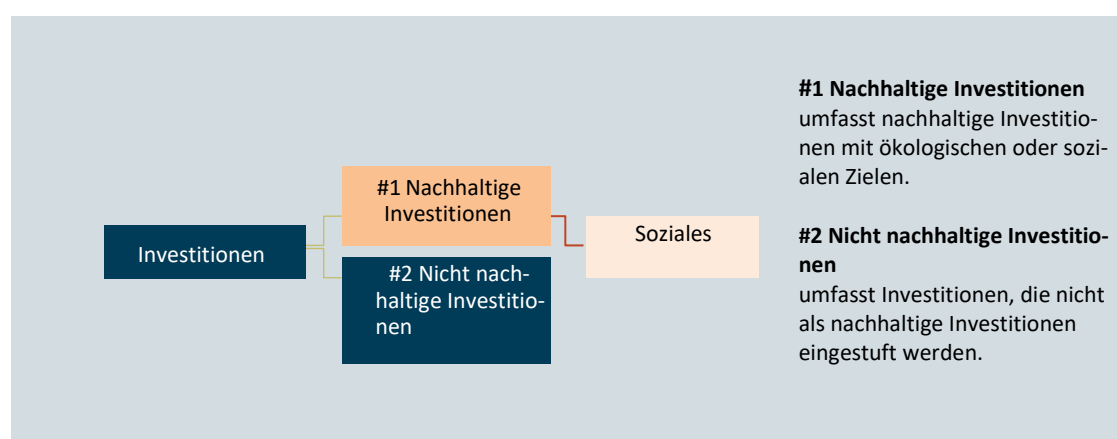 Investitionen
#1 Nachhaltige
Investitionen
#2 Nicht nach-
haltige Investitio-
nen
Soziales
#1 Nachhaltige Investitionen
umfasst nachhaltige Investitio-
nen mit ökologischen oder sozi-
alen Zielen.
#2 Nicht nachhaltige Investitio-
nen
umfasst Investitionen, die nicht
als nachhaltige Investitionen
eingestuft werden.